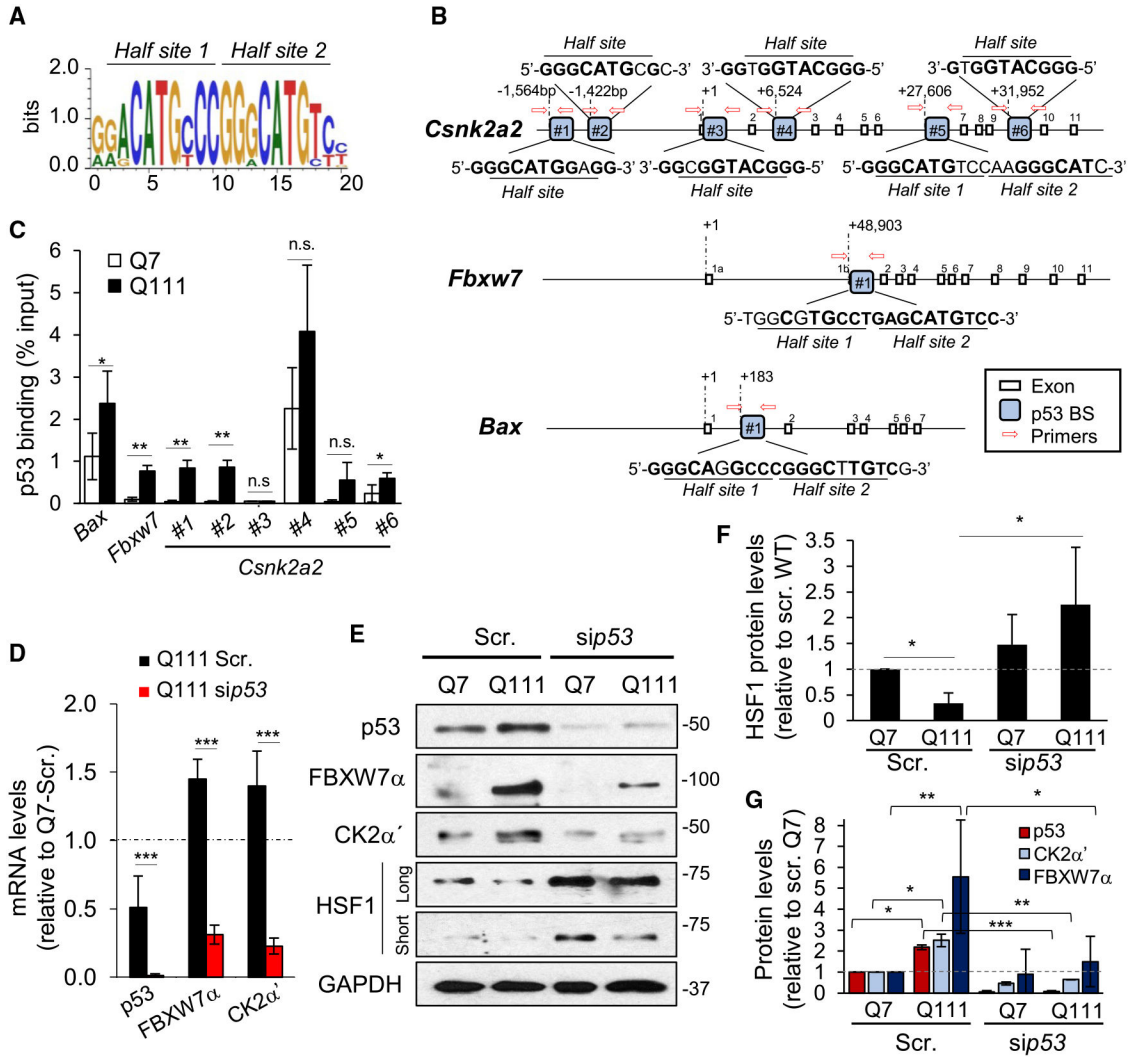 A
Half site 1 Half site 2
2.0
bits
1.0
0.0
0 5 10 15 20
B
Half site Half site Half site
5'-GGGCATGCGC-3' 3'-GGTGGTACGGG-5' 3'-GTGGTACGGG-5'
-1,564bp -1,422bp +1 +6,524 +27,606 +31,952
Csnk2a2 #1 #2 1 #3 2 #4 3 4 5 6 #5 7 8 9 #6 10 11
5'-GGGCATGGAGG-3' 3'-GGCGGTACGGG-5' 5'-GGGCATGTCCAAGGGCATC-3'
Half site Half site Half site 1 Half site 2
+1 +48,903
Fbxw7 1a 1b #1 2 3 4 5 6 7 8 9 10 11
5'-TGGCGTGCCTGAGCATGTCC-3'
Half site 1 Half site 2
+1 +183
Bax 1 #1 2 3 4 5 6 7
5'-GGGCAGGCCCGGGCTTGTCG-3'
Half site 1 Half site 2
Exon
p53 BS
Primers
C
p53 binding (% input)
6
5
4
3
2
1
0
Q7
Q111
* ** ** ** n.s n.s. n.s. *
Bax Fbxw7 #1 #2 #3 #4 #5 #6
Csnk2a2
D
Q111 Scr.
Q111 sip53
mRNA levels
(relative to Q7-Scr.)
2.0
1.5
1.0
0.5
0.0
*** *** ***
p53 FBXW7α CK2α'
E
Scr. sip53
Q7 Q111 Q7 Q111
p53 -50
FBXW7α -100
CK2α´ -50
HSF1 Long -75
Short -75
GAPDH -37
F
HSF1 protein levels
(relative to scr. WT)
3.5
3
2.5
2
1.5
1
0.5
0
* *
Q7 Q111 Q7 Q111
Scr. sip53
G
Protein levels
(relative to scr. Q7)
8
7
6
5
4
3
2
1
0
p53
CK2α'
FBXW7α
** *
* **
* ***
Q7 Q111 Q7 Q111
Scr. sip53